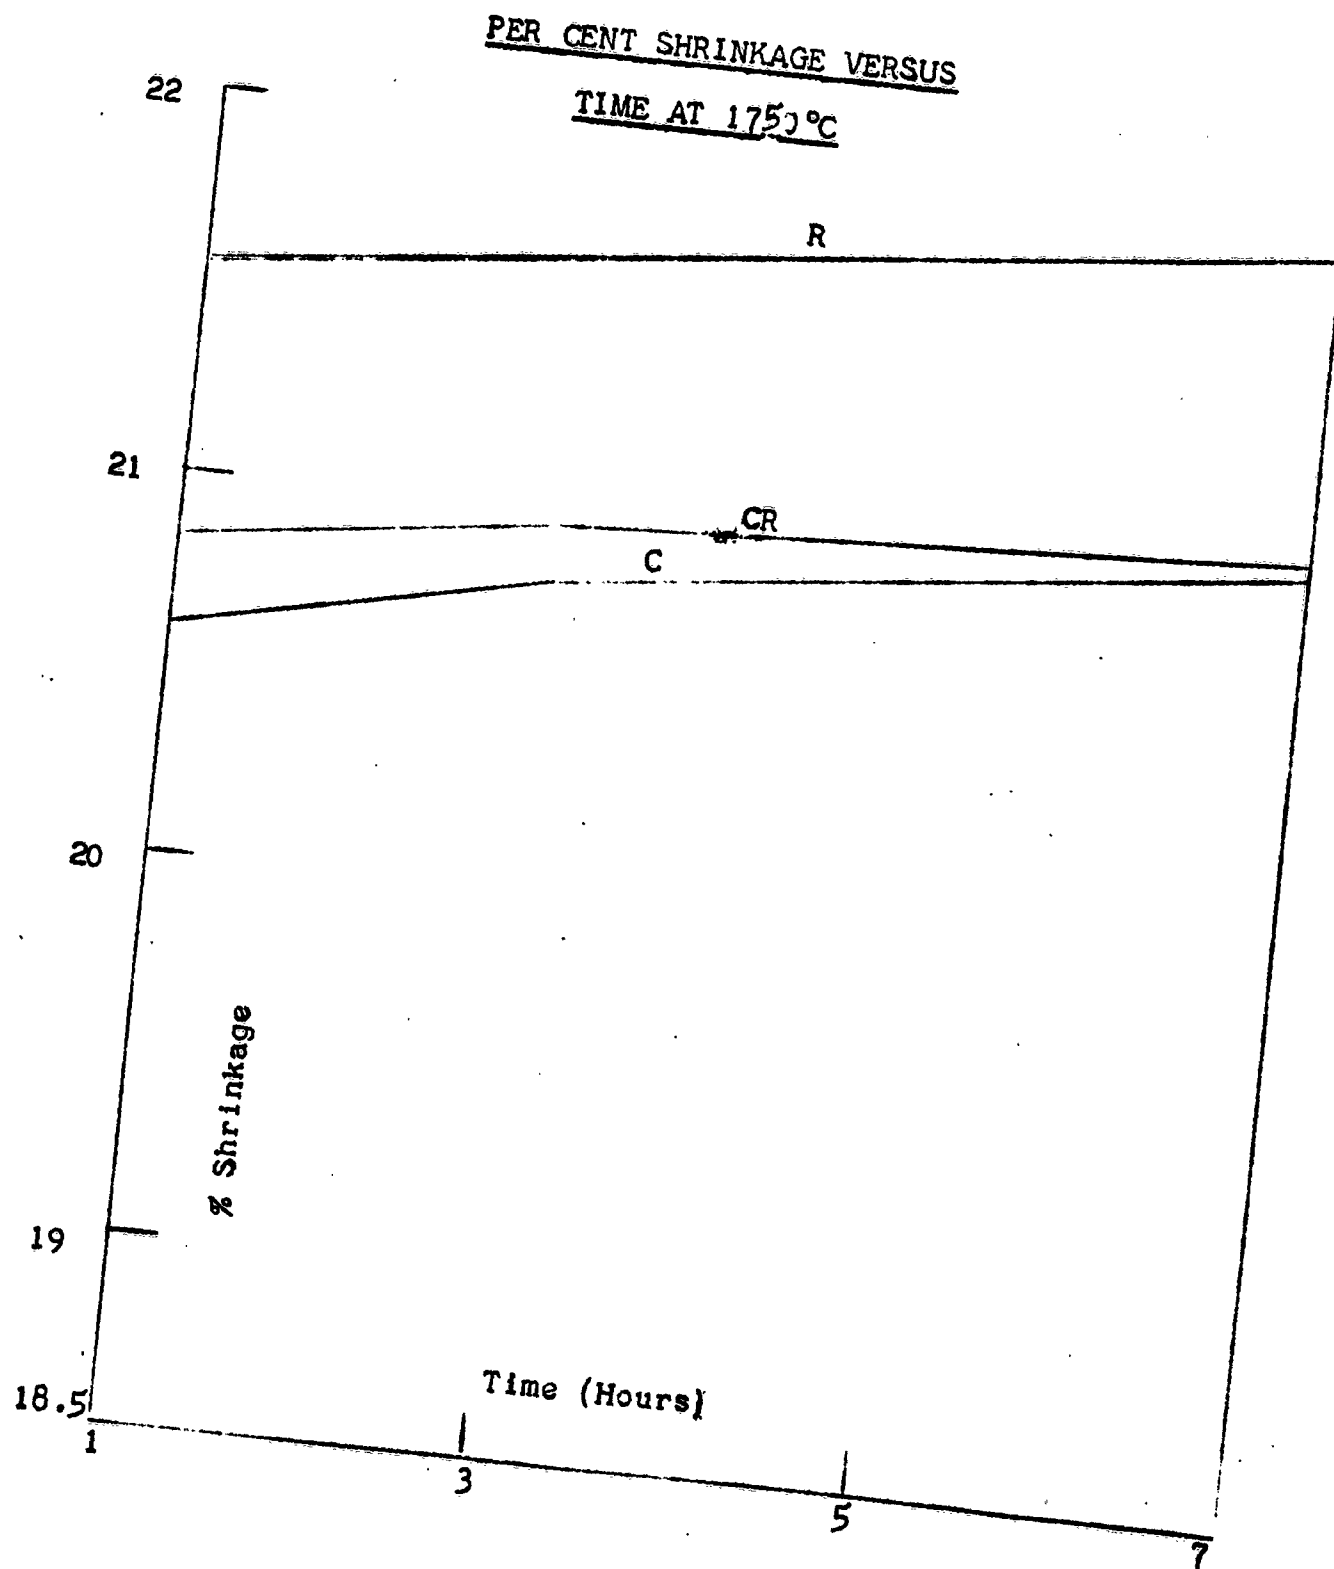 PER CENT SHRINKAGE VERSUS
TIME AT 1750°C
22
R
21
CR
C
20
% Shrinkage
19
18.5
Time (Hours)
1
3
5
7